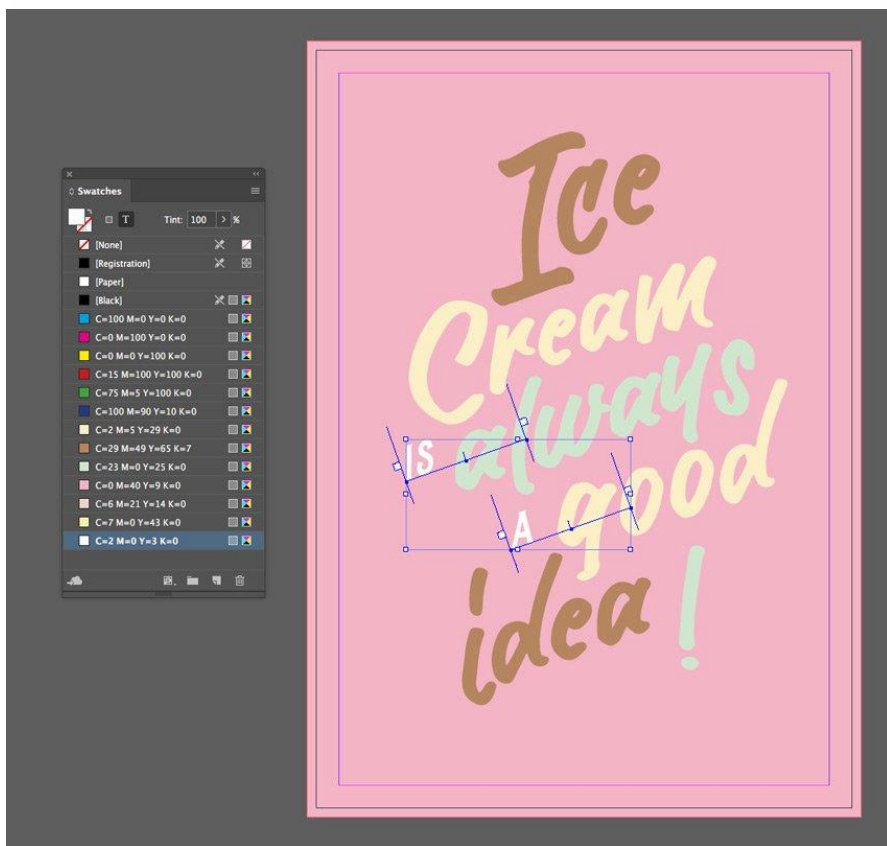 Swatches
T Tint: 100 > %
[None]
[Registration]
[Paper]
[Black]
C=100 M=0 Y=0 K=0
C=0 M=100 Y=0 K=0
C=0 M=0 Y=100 K=0
C=15 M=100 Y=100 K=0
C=75 M=5 Y=100 K=0
C=100 M=90 Y=10 K=0
C=2 M=5 Y=29 K=0
C=29 M=49 Y=65 K=7
C=23 M=0 Y=25 K=0
C=0 M=40 Y=9 K=0
C=6 M=21 Y=14 K=0
C=7 M=0 Y=43 K=0
C=2 M=0 Y=3 K=0
Ice
Cream
IS always
A good
idea!